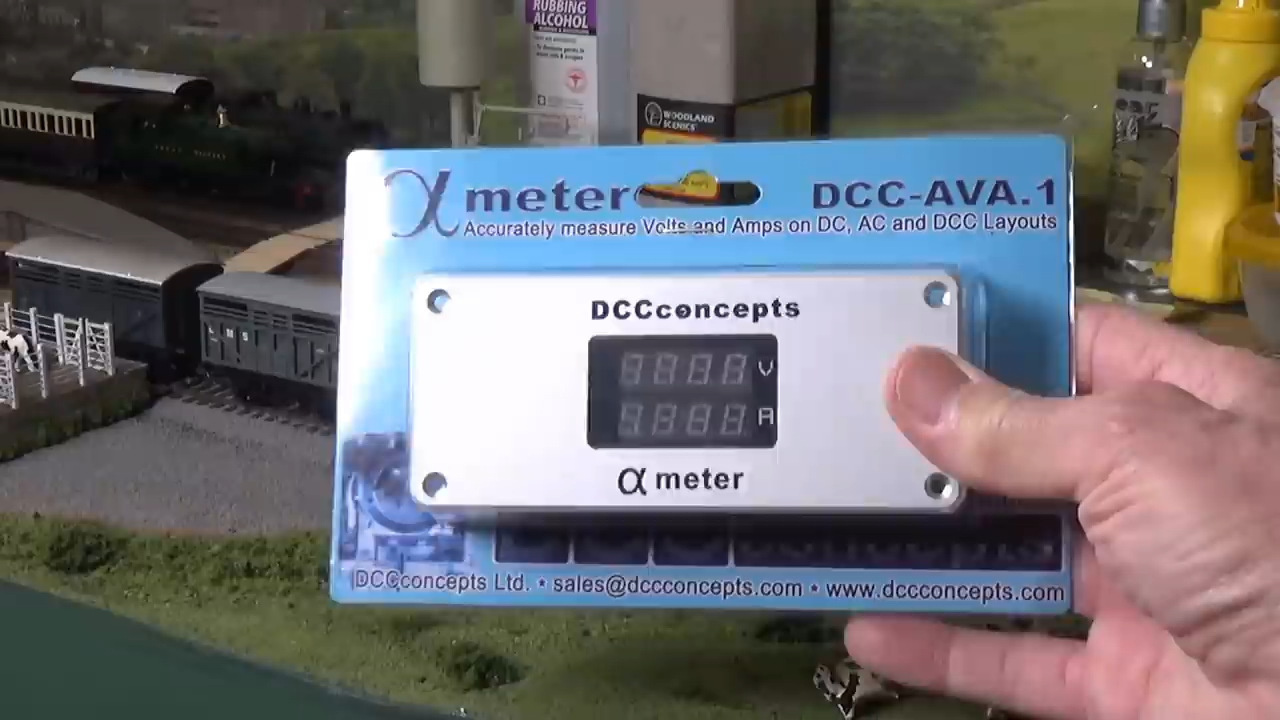 RUBBING
ALCOHOL
WOODLAND
SCENICS
α meter
DCC-AVA.1
Accurately measure Volts and Amps on DC, AC and DCC Layouts
DCCconcepts
V
A
α meter
L M S
DCCconcepts Ltd. * sales@dccconcepts.com * www.dccconcepts.com